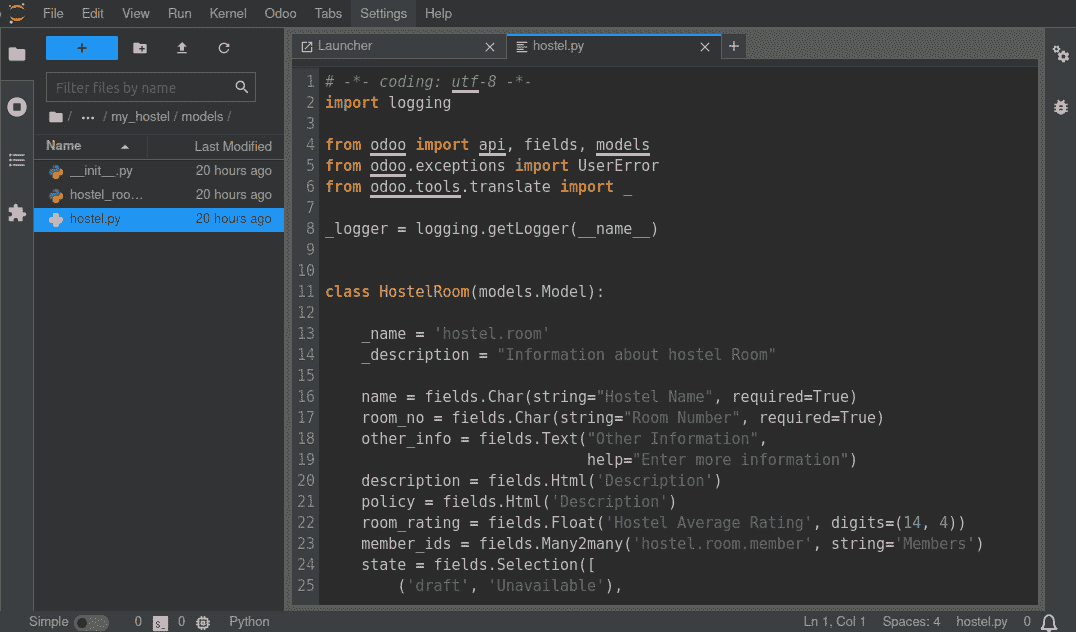 File Edit View Run Kernel Odoo Tabs Settings Help
+
Filter files by name
/ ··· / my_hostel / models /
Name Last Modified
__init__.py 20 hours ago
hostel_roo… 20 hours ago
hostel.py 20 hours ago
Launcher × hostel.py × +
1 # -*- coding: utf-8 -*-
2 import logging
3
4 from odoo import api, fields, models
5 from odoo.exceptions import UserError
6 from odoo.tools.translate import _
7
8 _logger = logging.getLogger(__name__)
9
10
11 class HostelRoom(models.Model):
12
13     _name = 'hostel.room'
14     _description = "Information about hostel Room"
15
16     name = fields.Char(string="Hostel Name", required=True)
17     room_no = fields.Char(string="Room Number", required=True)
18     other_info = fields.Text("Other Information",
19                              help="Enter more information")
20     description = fields.Html('Description')
21     policy = fields.Html('Description')
22     room_rating = fields.Float('Hostel Average Rating', digits=(14, 4))
23     member_ids = fields.Many2many('hostel.room.member', string='Members')
24     state = fields.Selection([
25         ('draft', 'Unavailable'),
Simple 0 $_ 0 Python Ln 1, Col 1 Spaces: 4 hostel.py 0